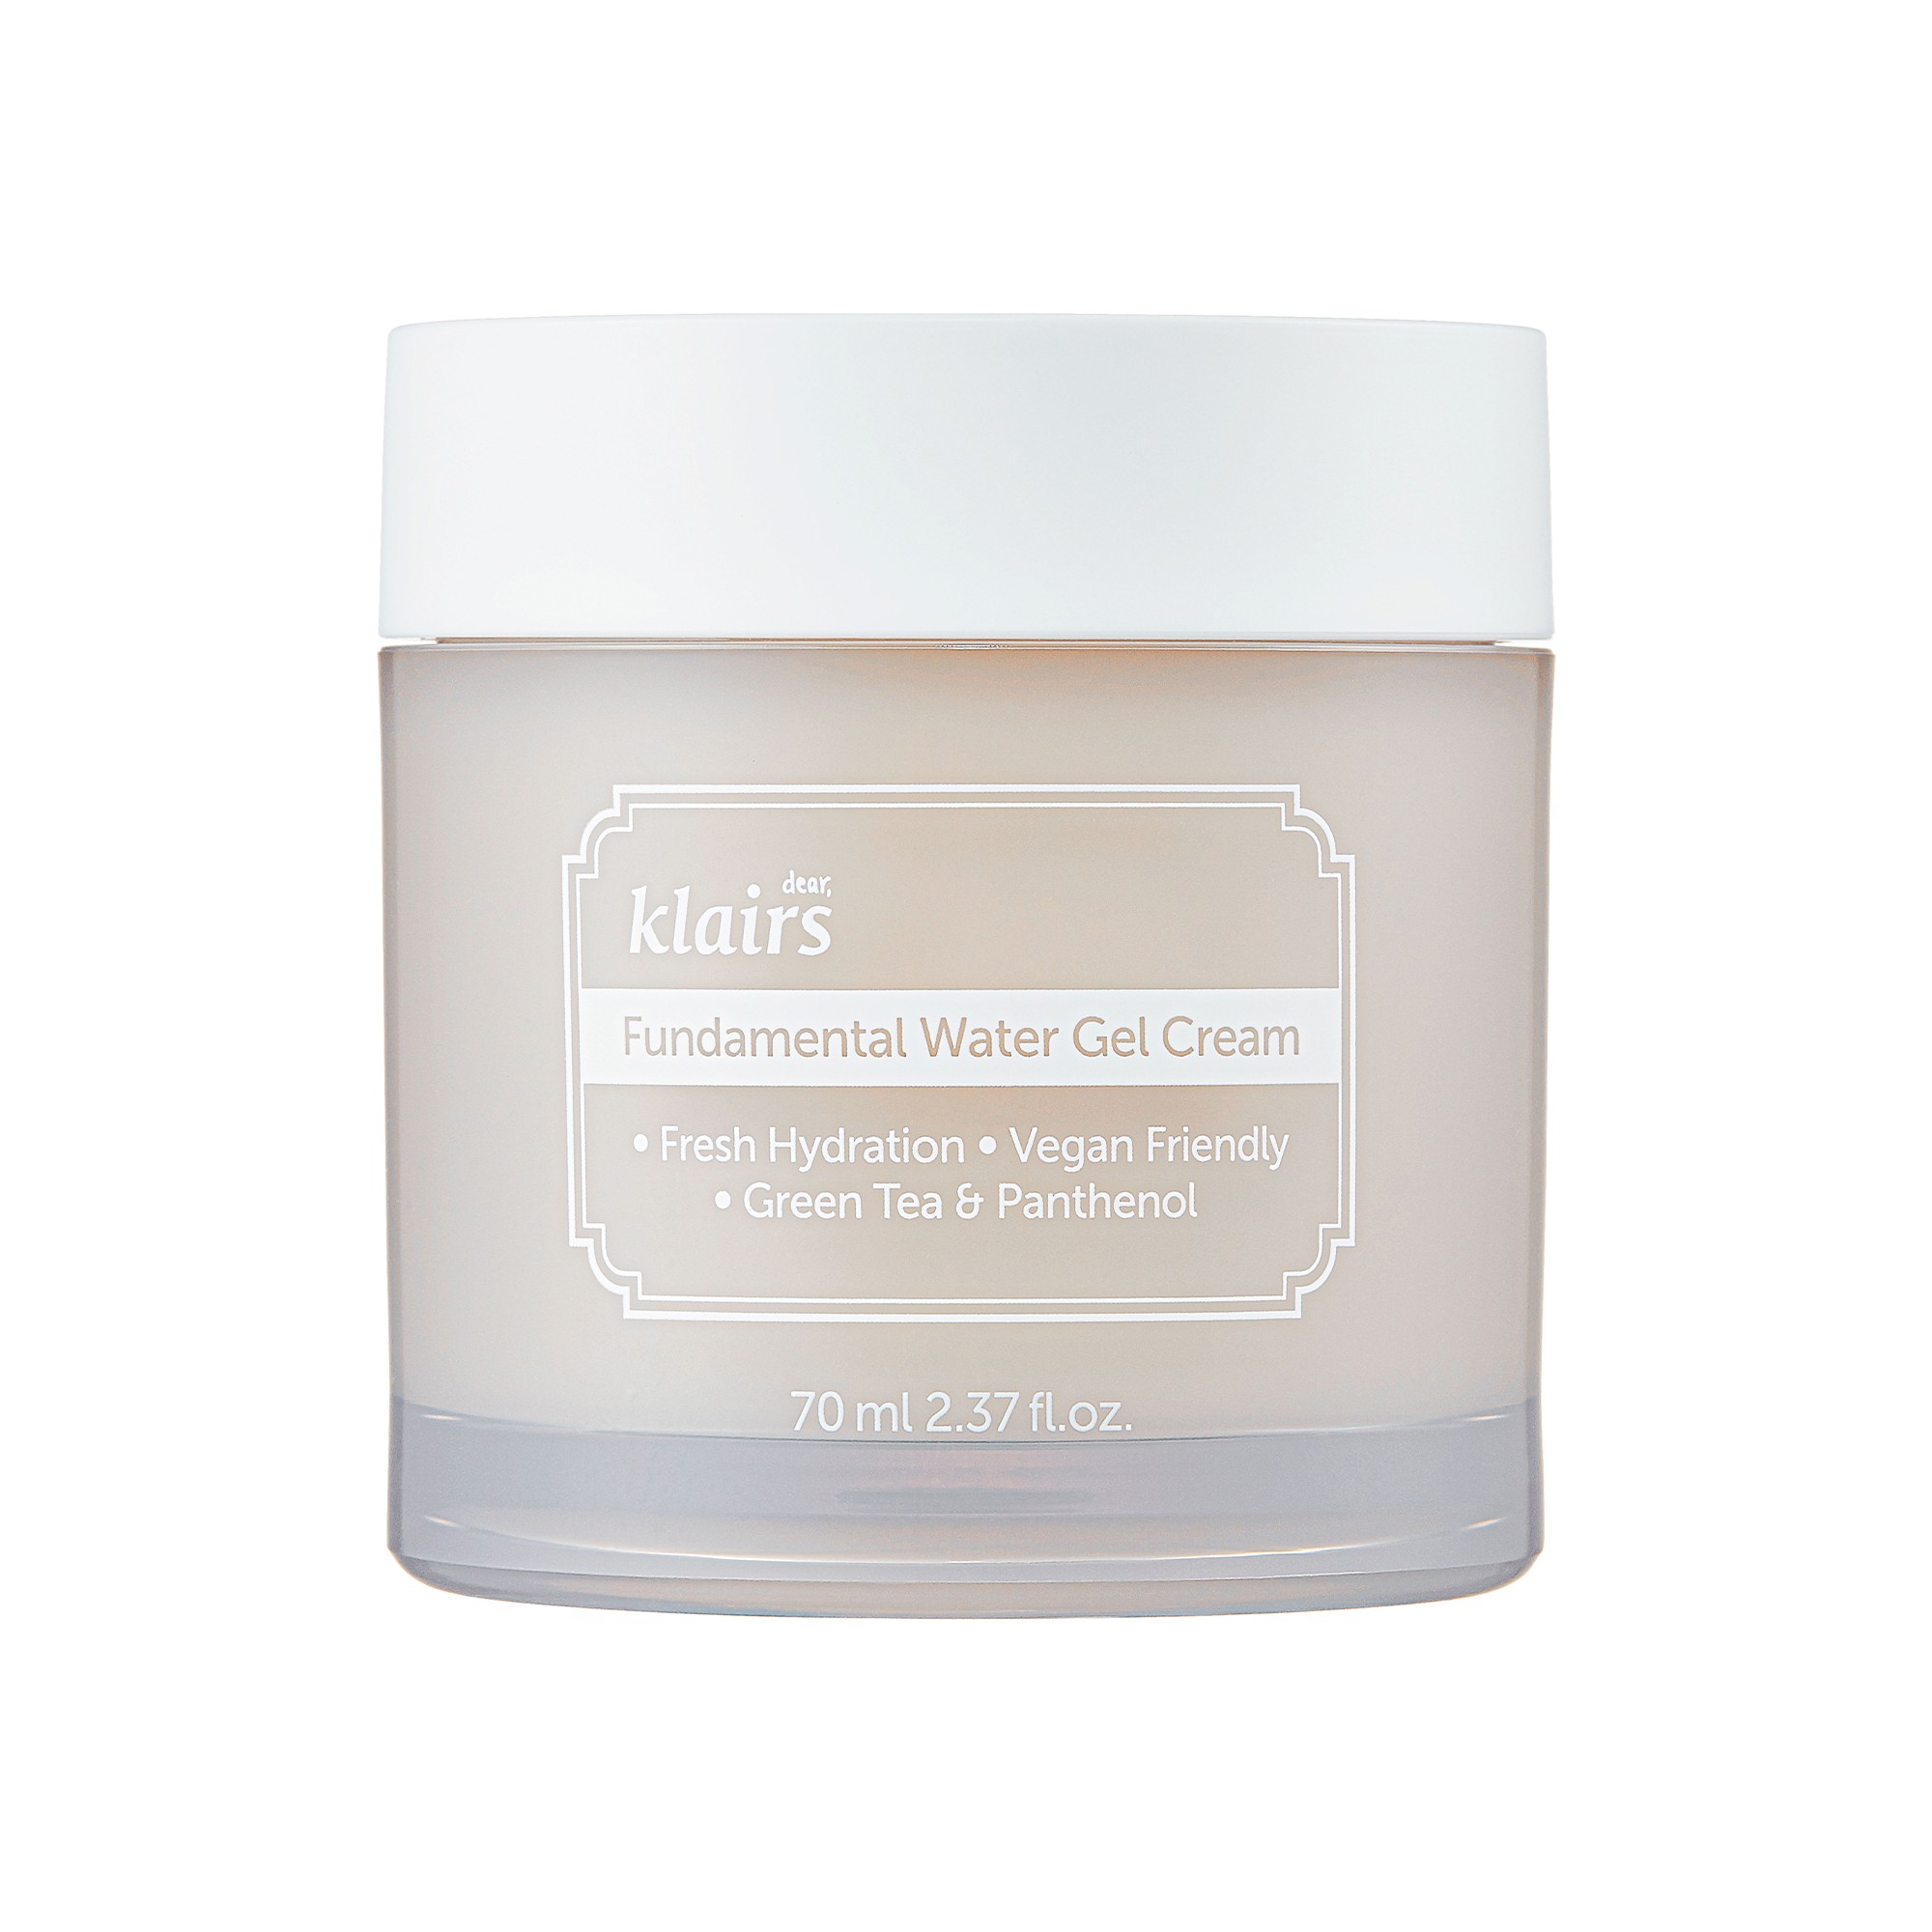 dear,
klairs
Fundamental Water Gel Cream
• Fresh Hydration • Vegan Friendly
• Green Tea & Panthenol
70 ml 2.37 fl.oz.